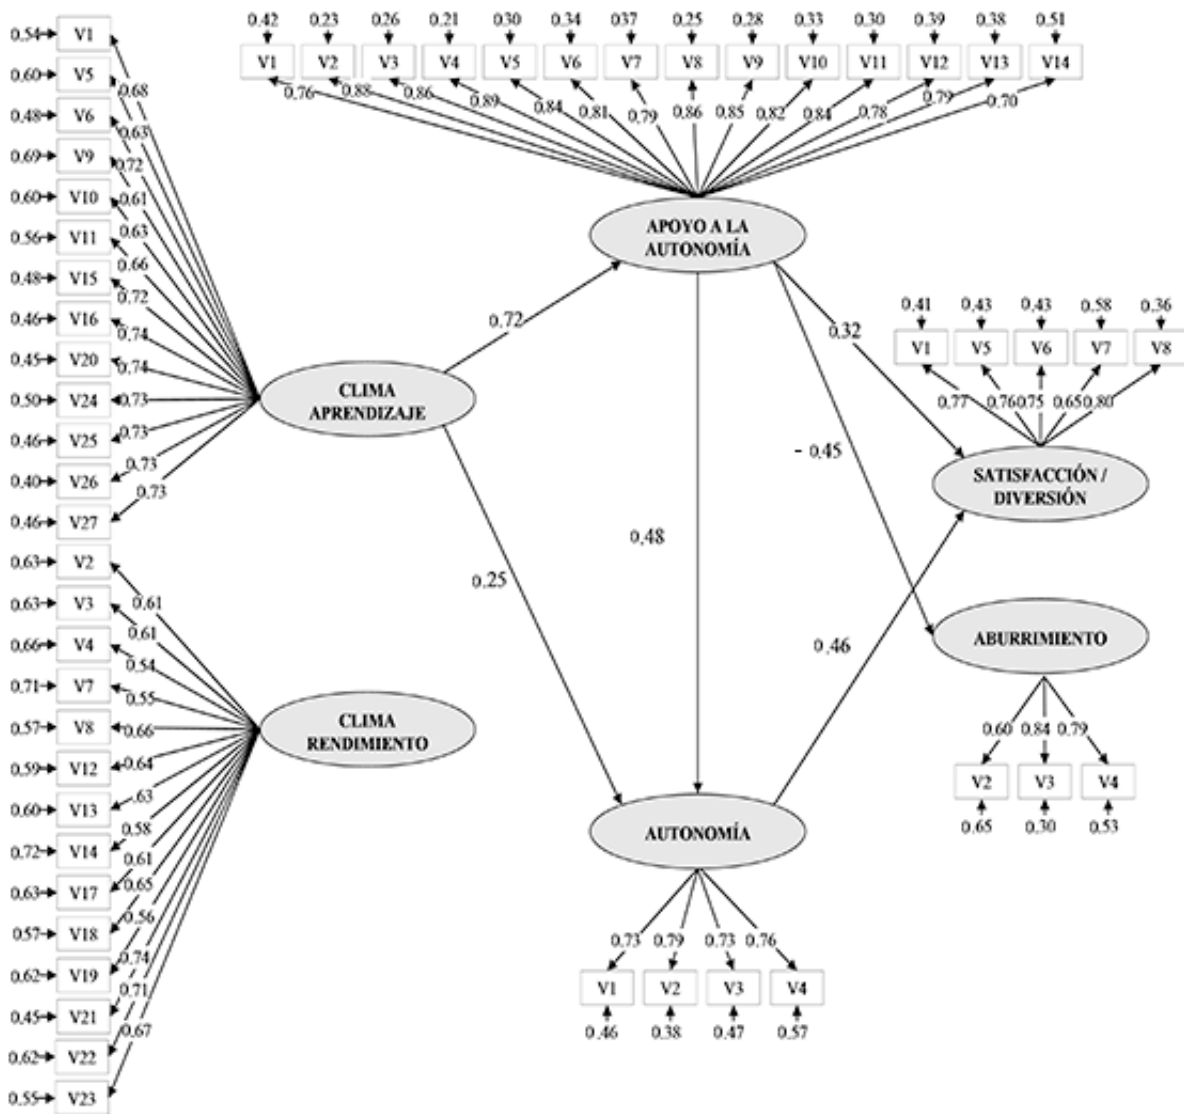 0.42 0.23 0.26 0.21 0.30 0.34 0.37 0.25 0.28 0.33 0.30 0.39 0.38 0.51
V1 V2 V3 V4 V5 V6 V7 V8 V9 V10 V11 V12 V13 V14
0.76 0.88 0.86 0.89 0.84 0.81 0.79 0.86 0.85 0.82 0.84 0.78 0.79 0.70
APOYO A LA
AUTONOMÍA
0.54 V1 0.68
0.60 V5 0.63
0.48 V6 0.72
0.69 V9 0.61
0.60 V10 0.63
0.56 V11 0.66
0.48 V15 0.72
0.46 V16 0.74
0.45 V20 0.74
0.50 V24 0.73
0.46 V25 0.73
0.40 V26 0.73
0.46 V27 0.73
CLIMA
APRENDIZAJE
0.72
0.25
0.48
0.32
- 0.45
0.46
0.41 0.43 0.43 0.58 0.36
V1 V5 V6 V7 V8
0.77 0.76 0.75 0.65 0.80
SATISFACCIÓN /
DIVERSIÓN
ABURRIMIENTO
0.60 0.84 0.79
V2 V3 V4
0.65 0.30 0.53
0.63 V2 0.61
0.63 V3 0.61
0.66 V4 0.54
0.71 V7 0.55
0.57 V8 0.66
0.59 V12 0.64
0.60 V13 0.63
0.72 V14 0.58
0.63 V17 0.61
0.57 V18 0.65
0.62 V19 0.56
0.45 V21 0.74
0.62 V22 0.71
0.55 V23 0.67
CLIMA
RENDIMIENTO
AUTONOMÍA
0.73 0.79 0.73 0.76
V1 V2 V3 V4
0.46 0.38 0.47 0.57